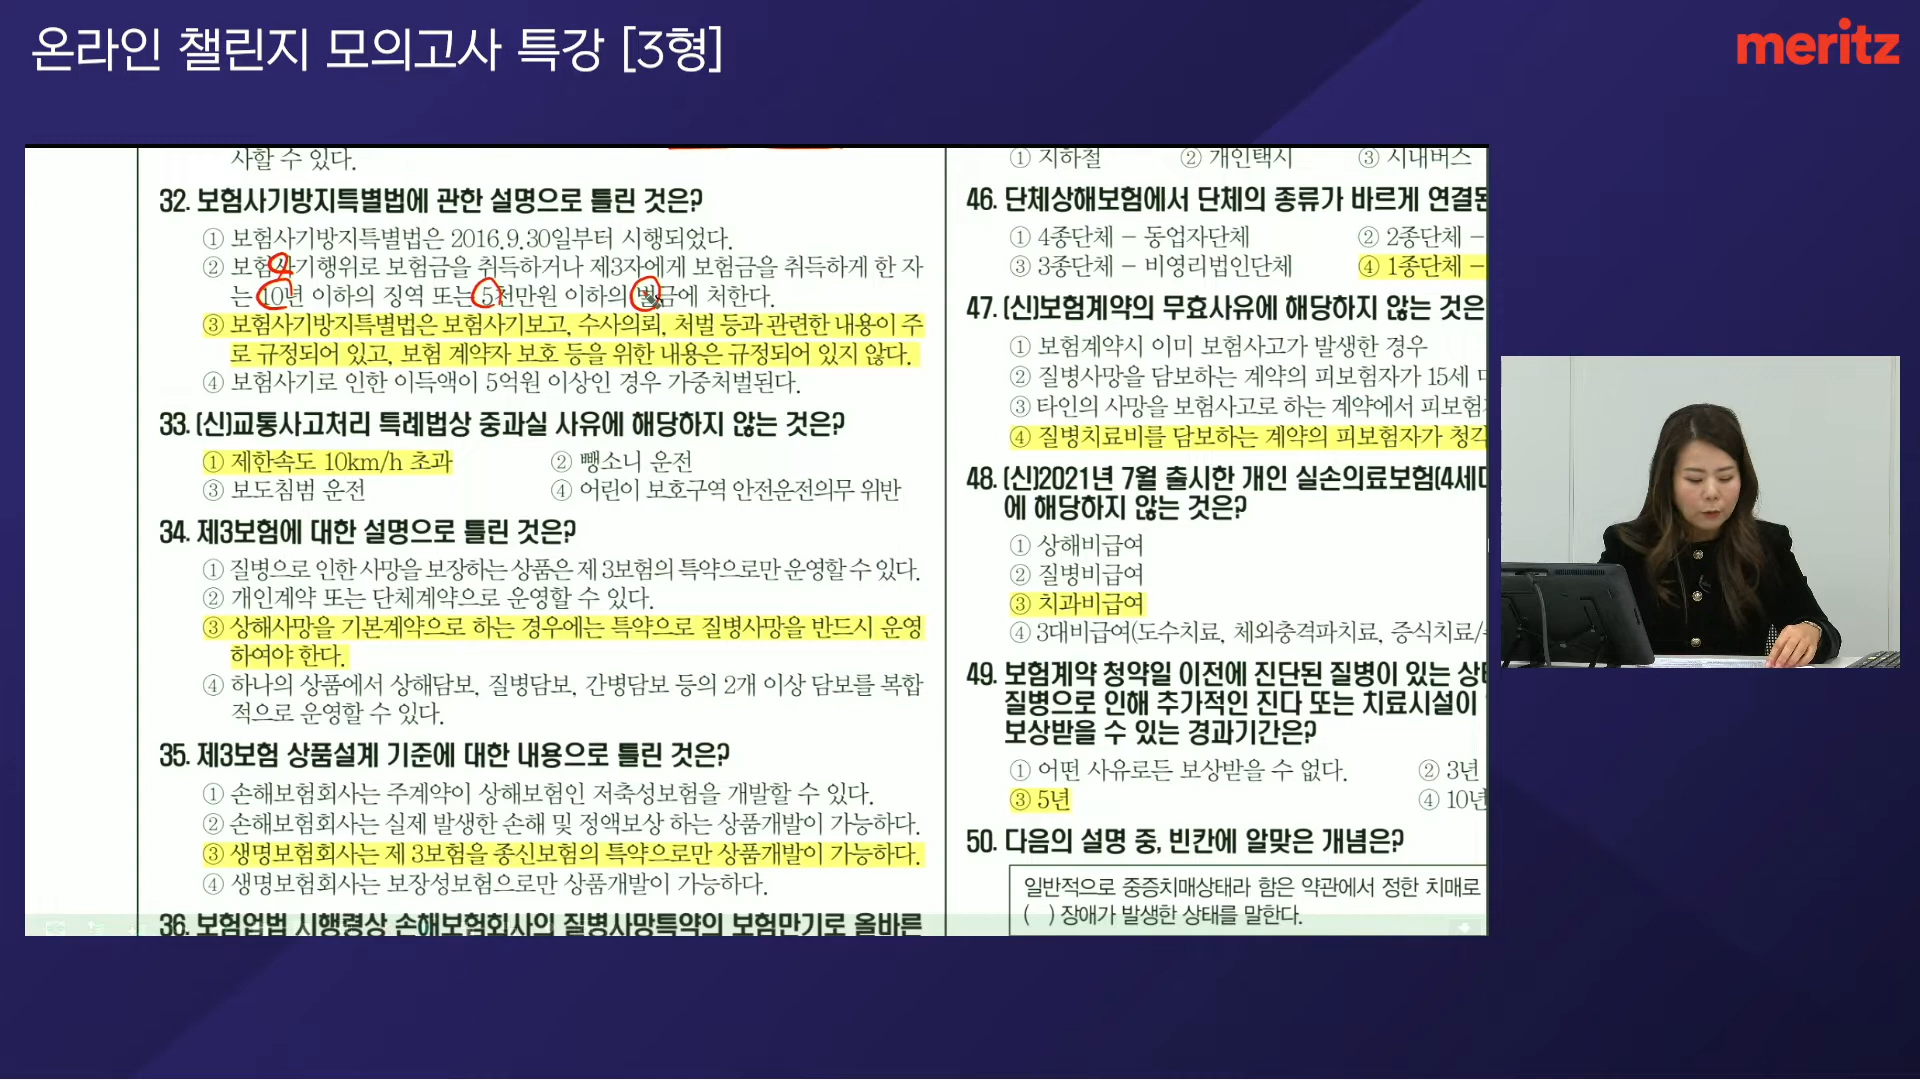 온라인 챌린지 모의고사 특강 [3형]
meritz
사할 수 있다.
32. 보험사기방지특별법에 관한 설명으로 틀린 것은?
① 보험사기방지특별법은 2016.9.30일부터 시행되었다.
② 보험사기행위로 보험금을 취득하거나 제3자에게 보험금을 취득하게 한 자
는 10년 이하의 징역 또는 5천만원 이하의 벌금에 처한다.
③ 보험사기방지특별법은 보험사기보고, 수사의뢰, 처벌 등과 관련한 내용이 주
로 규정되어 있고, 보험 계약자 보호 등을 위한 내용은 규정되어 있지 않다.
④ 보험사기로 인한 이득액이 5억원 이상인 경우 가중처벌된다.
33. (신)교통사고처리 특례법상 중과실 사유에 해당하지 않는 것은?
① 제한속도 10km/h 초과 ② 뺑소니 운전
③ 보도침범 운전 ④ 어린이 보호구역 안전운전의무 위반
34. 제3보험에 대한 설명으로 틀린 것은?
① 질병으로 인한 사망을 보장하는 상품은 제 3보험의 특약으로만 운영할 수 있다.
② 개인계약 또는 단체계약으로 운영할 수 있다.
③ 상해사망을 기본계약으로 하는 경우에는 특약으로 질병사망을 반드시 운영
하여야 한다.
④ 하나의 상품에서 상해담보, 질병담보, 간병담보 등의 2개 이상 담보를 복합
적으로 운영할 수 있다.
35. 제3보험 상품설계 기준에 대한 내용으로 틀린 것은?
① 손해보험회사는 주계약이 상해보험인 저축성보험을 개발할 수 있다.
② 손해보험회사는 실제 발생한 손해 및 정액보상 하는 상품개발이 가능하다.
③ 생명보험회사는 제 3보험을 종신보험의 특약으로만 상품개발이 가능하다.
④ 생명보험회사는 보장성보험으로만 상품개발이 가능하다.
36. 보험업법 시행령상 손해보험회사의 질병사망특약의 보험만기로 올바른
① 지하철 ② 개인택시 ③ 시내버스
46. 단체상해보험에서 단체의 종류가 바르게 연결된
① 4종단체 – 동업자단체 ② 2종단체 –
③ 3종단체 – 비영리법인단체 ④ 1종단체 –
47. (신)보험계약의 무효사유에 해당하지 않는 것은
① 보험계약시 이미 보험사고가 발생한 경우
② 질병사망을 담보하는 계약의 피보험자가 15세
③ 타인의 사망을 보험사고로 하는 계약에서 피보험
④ 질병치료비를 담보하는 계약의 피보험자가 청약
48. (신)2021년 7월 출시한 개인 실손의료보험(4세대
에 해당하지 않는 것은?
① 상해비급여
② 질병비급여
③ 치과비급여
④ 3대비급여(도수치료, 체외충격파치료, 증식치료/
49. 보험계약 청약일 이전에 진단된 질병이 있는 상
질병으로 인해 추가적인 진다 또는 치료시설이
보상받을 수 있는 경과기간은?
① 어떤 사유로든 보상받을 수 없다. ② 3년
③ 5년 ④ 10년
50. 다음의 설명 중, 빈칸에 알맞은 개념은?
일반적으로 중증치매상태라 함은 약관에서 정한 치매로
( ) 장애가 발생한 상태를 말한다.